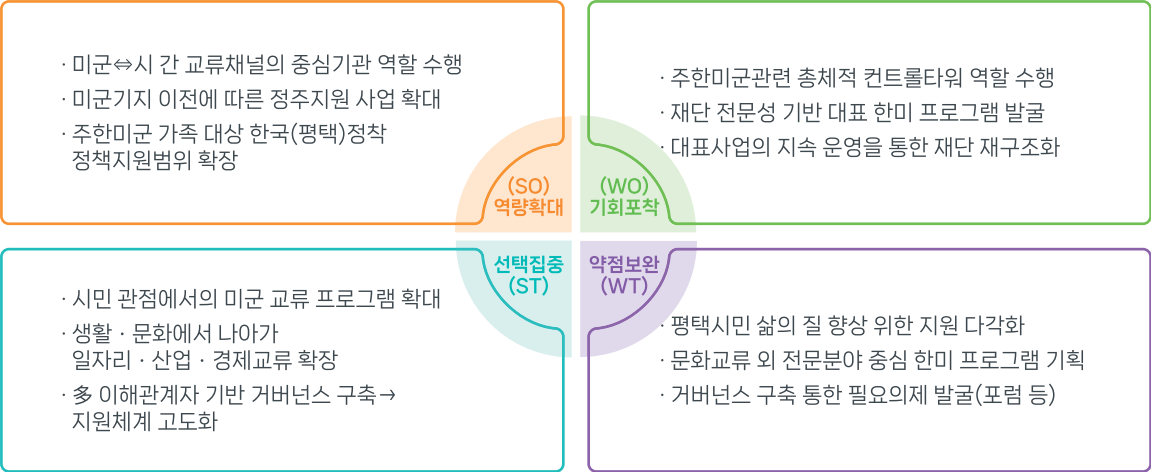 · 미군⇔시 간 교류채널의 중심기관 역할 수행
· 미군기지 이전에 따른 정주지원 사업 확대
· 주한미군 가족 대상 한국(평택)정착
정책지원범위 확장
(SO)
역량확대
· 주한미군관련 총체적 컨트롤타워 역할 수행
· 재단 전문성 기반 대표 한미 프로그램 발굴
· 대표사업의 지속 운영을 통한 재단 재구조화
(WO)
기회포착
선택집중
(ST)
· 시민 관점에서의 미군 교류 프로그램 확대
· 생활 · 문화에서 나아가
일자리 · 산업 · 경제교류 확장
· 多 이해관계자 기반 거버넌스 구축→
지원체계 고도화
약점보완
(WT)
· 평택시민 삶의 질 향상 위한 지원 다각화
· 문화교류 외 전문분야 중심 한미 프로그램 기획
· 거버넌스 구축 통한 필요의제 발굴(포럼 등)